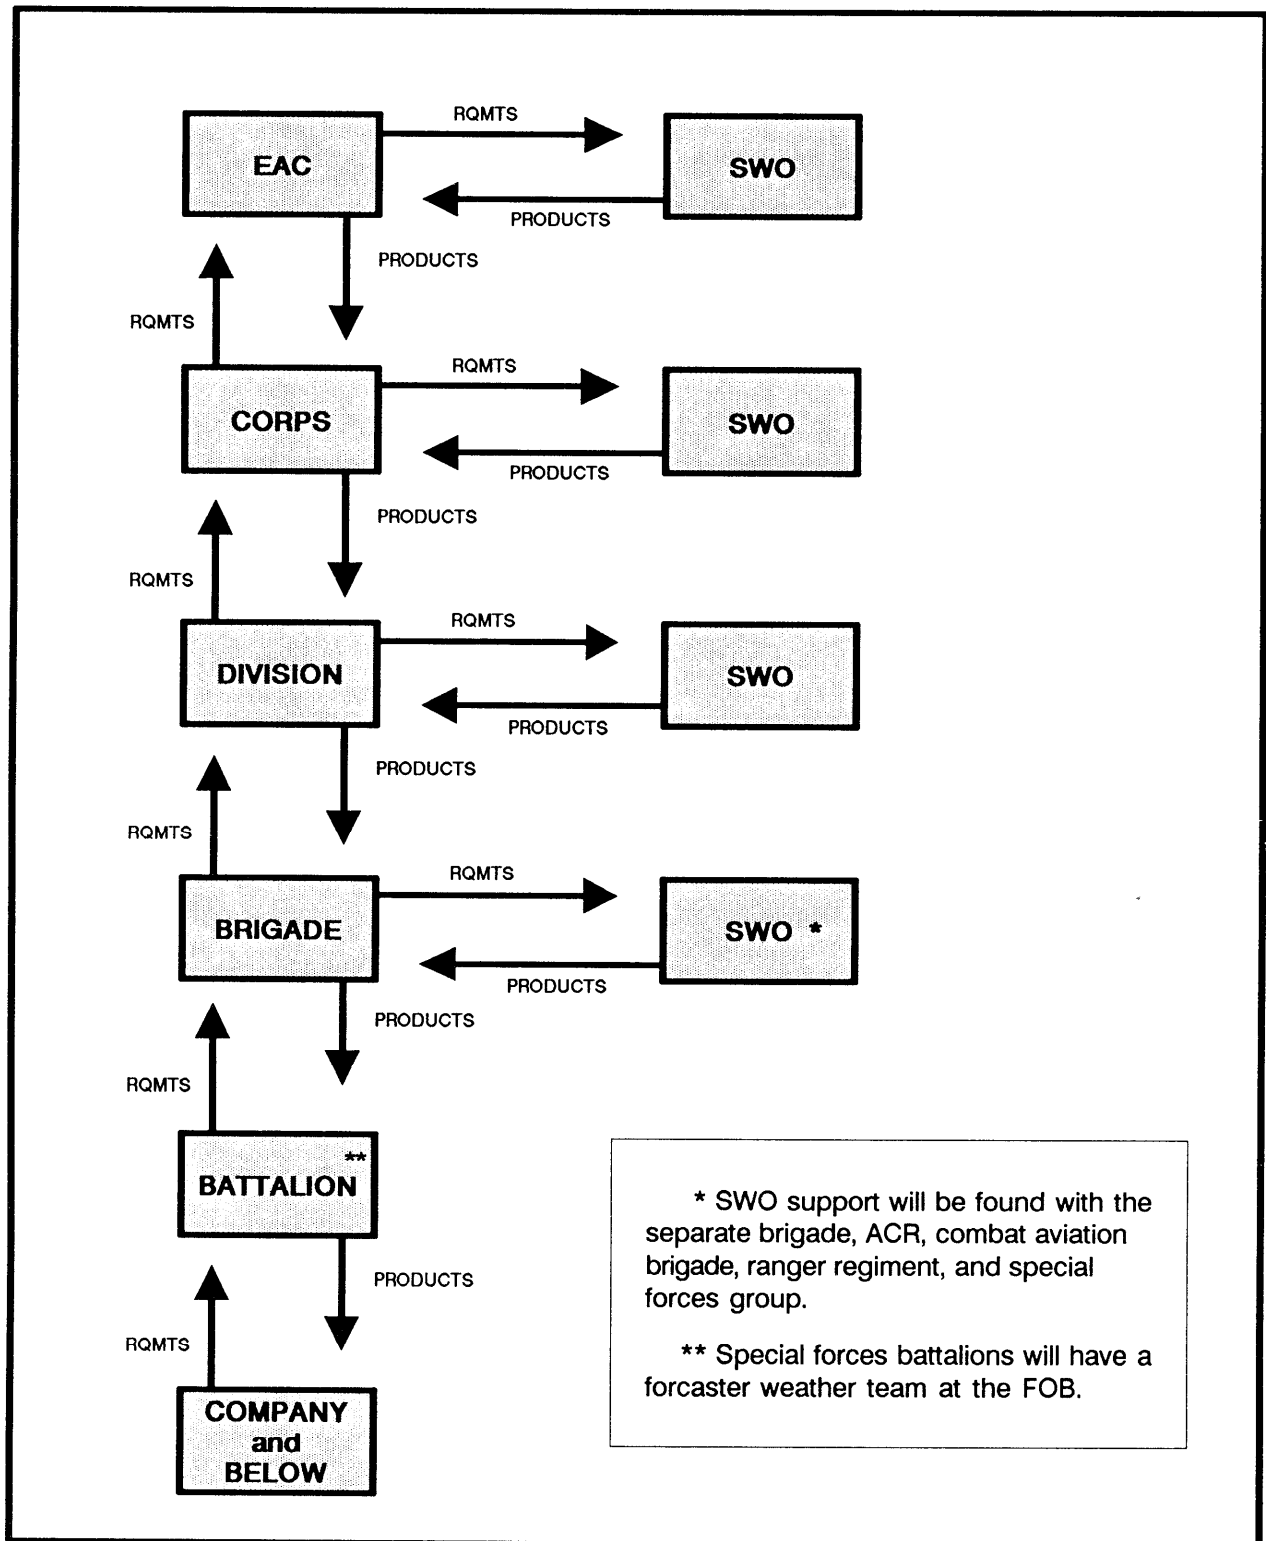 RQMTS
EAC
SWO
PRODUCTS
PRODUCTS
RQMTS
RQMTS
CORPS
SWO
PRODUCTS
PRODUCTS
RQMTS
RQMTS
DIVISION
SWO
PRODUCTS
PRODUCTS
RQMTS
RQMTS
BRIGADE
SWO *
PRODUCTS
PRODUCTS
RQMTS
BATTALION **
PRODUCTS
RQMTS
COMPANY
and
BELOW
* SWO support will be found with the
separate brigade, ACR, combat aviation
brigade, ranger regiment, and special
forces group.
** Special forces battalions will have a
forcaster weather team at the FOB.